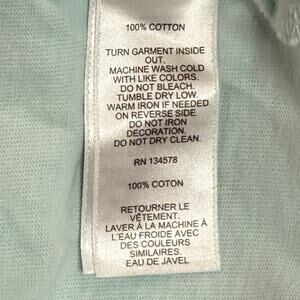 100% COTTON
TURN GARMENT INSIDE
OUT.
MACHINE WASH COLD
WITH LIKE COLORS.
DO NOT BLEACH.
TUMBLE DRY LOW.
WARM IRON IF NEEDED
ON REVERSE SIDE.
DO NOT IRON
DECORATION.
DO NOT DRY CLEAN.
RN 134578
100% COTON
RETOURNER LE
VÊTEMENT.
LAVER À LA MACHINE À
L'EAU FROIDE AVEC
DES COULEURS
SIMILAIRES.
EAU DE JAVEL